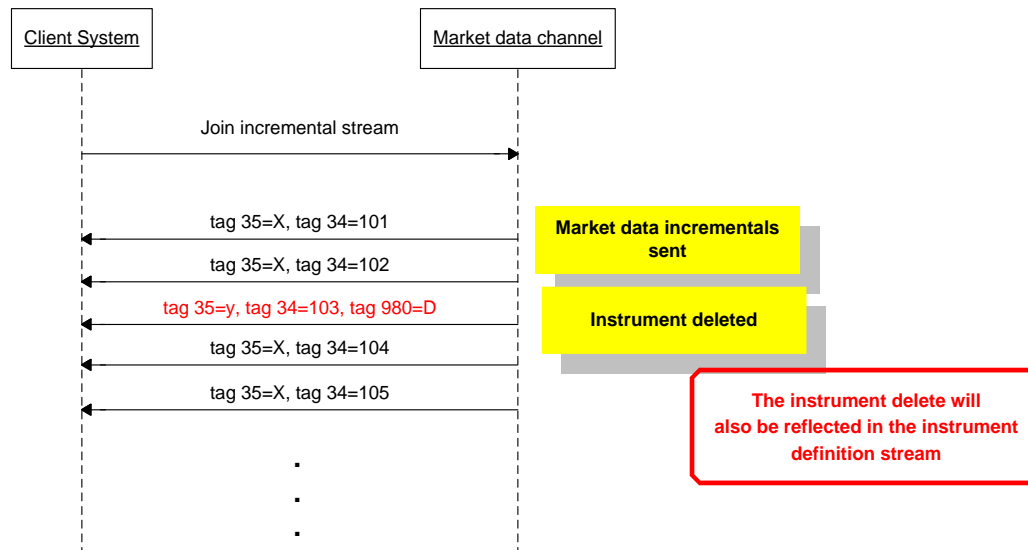 Client System
Market data channel
Join incremental stream
tag 35=X, tag 34=101
Market data incrementals
sent
tag 35=X, tag 34=102
tag 35=y, tag 34=103, tag 980=D
Instrument deleted
tag 35=X, tag 34=104
tag 35=X, tag 34=105
The instrument delete will
also be reflected in the instrument
definition stream
.
.
.